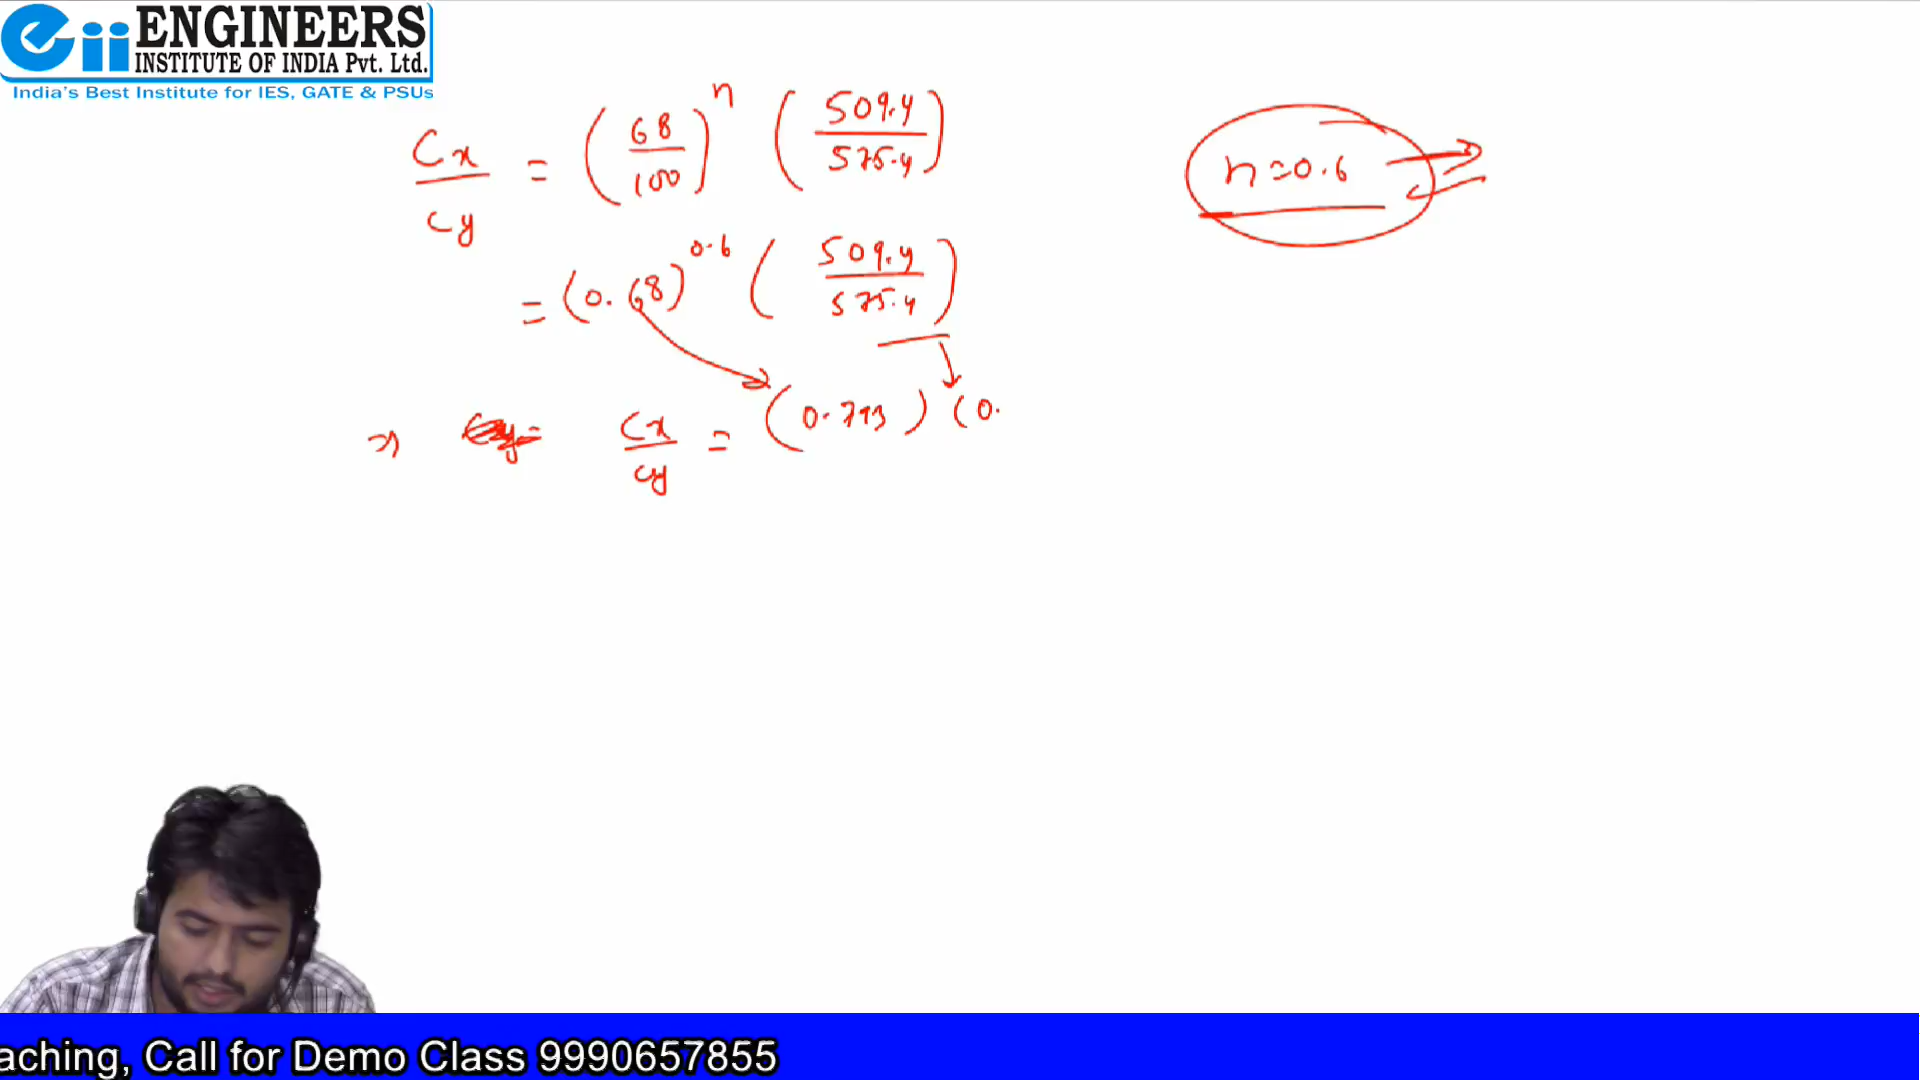 ENGINEERS
INSTITUTE OF INDIA Pvt. Ltd.
India's Best Institute for IES, GATE & PSUs
Cx/Cy = (68/100)^n (509.4/575.4)
n=0.6
= (0.68)^0.6 (509.4/575.4)
⇒ Cx/Cy = (0.793) (0.
aching, Call for Demo Class 9990657855